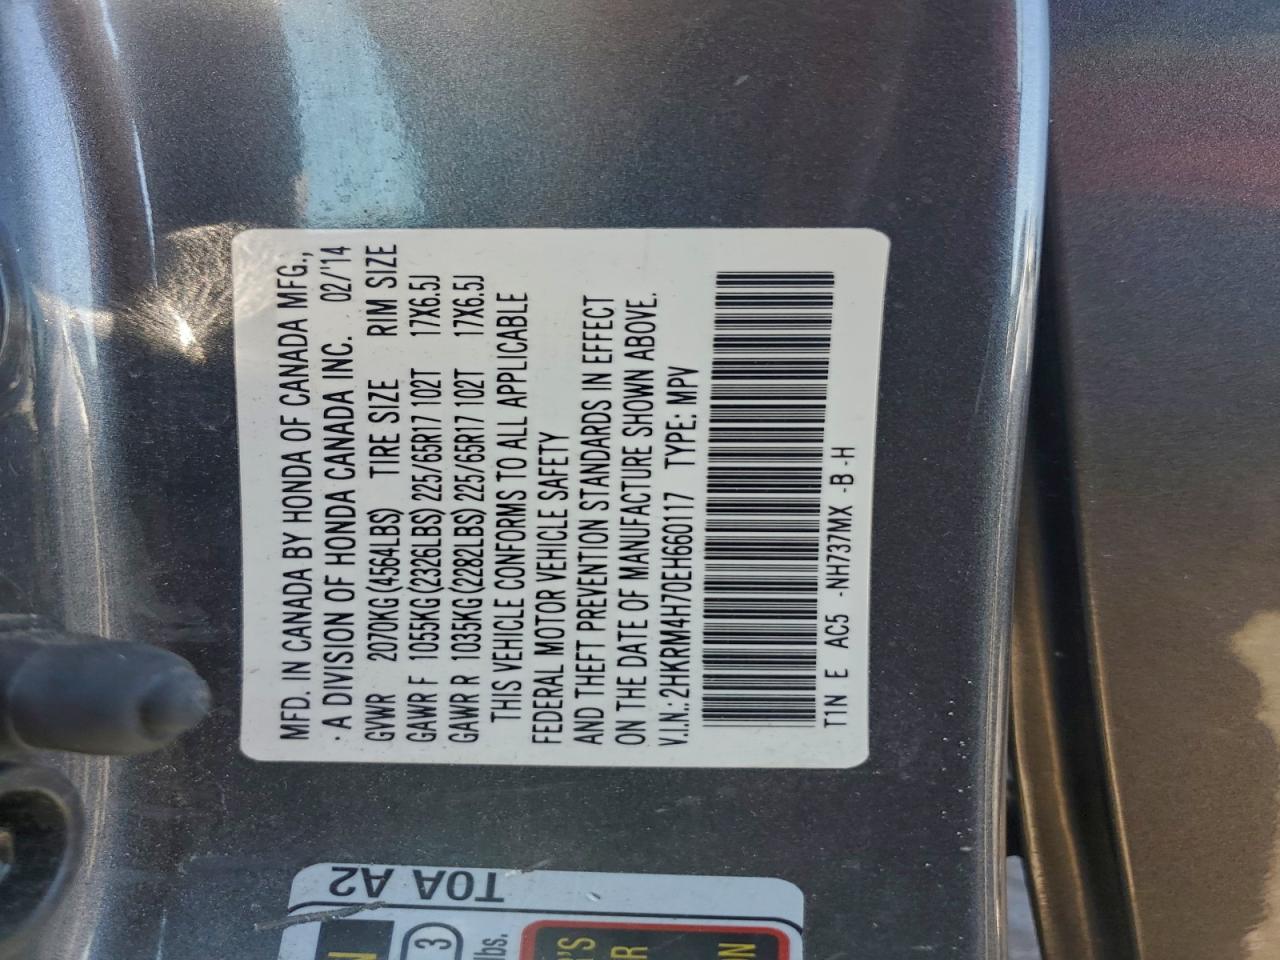 MFD. IN CANADA BY HONDA OF CANADA MFG.,
A DIVISION OF HONDA CANADA INC. 02/'14
GVWR 2070KG (4564LBS) TIRE SIZE RIM SIZE
GAWR F 1055KG (2326LBS) 225/65R17 102T 17X6.5J
GAWR R 1035KG (2282LBS) 225/65R17 102T 17X6.5J
THIS VEHICLE CONFORMS TO ALL APPLICABLE
FEDERAL MOTOR VEHICLE SAFETY
AND THEFT PREVENTION STANDARDS IN EFFECT
ON THE DATE OF MANUFACTURE SHOWN ABOVE.
V.I.N.: 2HKRM4H70EH660117 TYPE: MPV
T1N E AC5 -NH737MX -B -H
T0A A2
3
lbs.